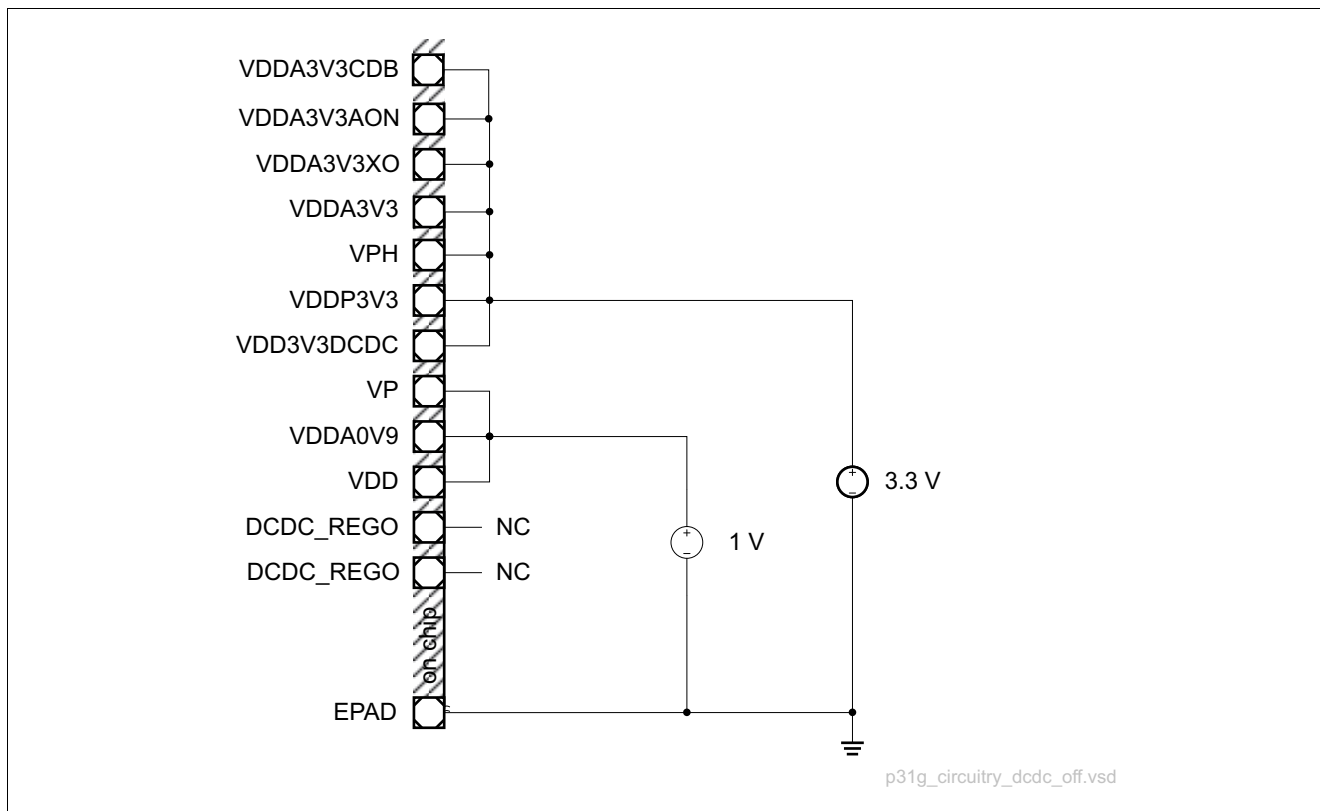 VDDA3V3CDB
VDDA3V3AON
VDDA3V3XO
VDDA3V3
VPH
VDDP3V3
VDD3V3DCDC
VP
VDDA0V9
VDD
3.3 V
DCDC_REGO NC
1 V
DCDC_REGO NC
on chip
EPAD
p31g_circuitry_dcdc_off.vsd